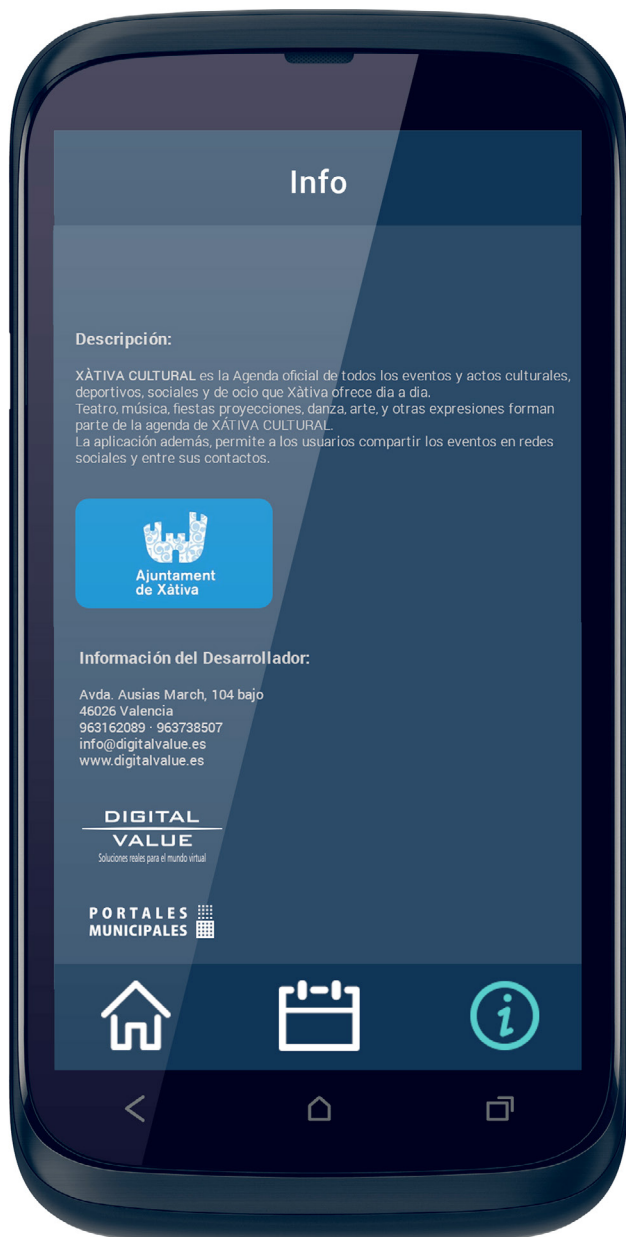 Info
Descripción:
XÀTIVA CULTURAL es la Agenda oficial de todos los eventos y actos culturales,
deportivos, sociales y de ocio que Xàtiva ofrece dia a dia.
Teatro, música, fiestas proyecciones, danza, arte, y otras expresiones forman
parte de la agenda de XÁTIVA CULTURAL.
La aplicación además, permite a los usuarios compartir los eventos en redes
sociales y entre sus contactos.
Ajuntament
de Xàtiva
Información del Desarrollador:
Avda. Ausias March, 104 bajo
46026 Valencia
963162089 · 963738507
info@digitalvalue.es
www.digitalvalue.es
DIGITAL
VALUE
Soluciones reales para el mundo virtual
PORTALES
MUNICIPALES